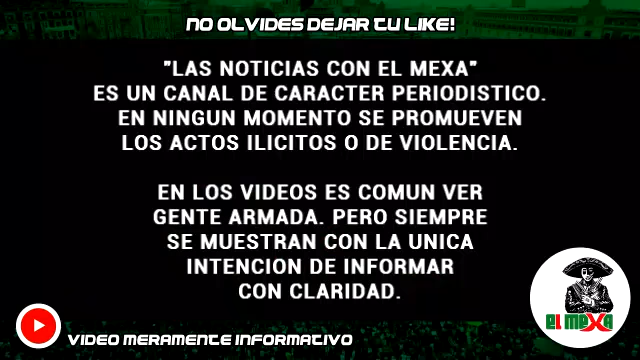 NO OLVIDES DEJAR TU LIKE!
"LAS NOTICIAS CON EL MEXA"
ES UN CANAL DE CARACTER PERIODISTICO.
EN NINGUN MOMENTO SE PROMUEVEN
LOS ACTOS ILICITOS O DE VIOLENCIA.
EN LOS VIDEOS ES COMUN VER
GENTE ARMADA. PERO SIEMPRE
SE MUESTRAN CON LA UNICA
INTENCION DE INFORMAR
CON CLARIDAD.
EL MEXA
VIDEO MERAMENTE INFORMATIVO